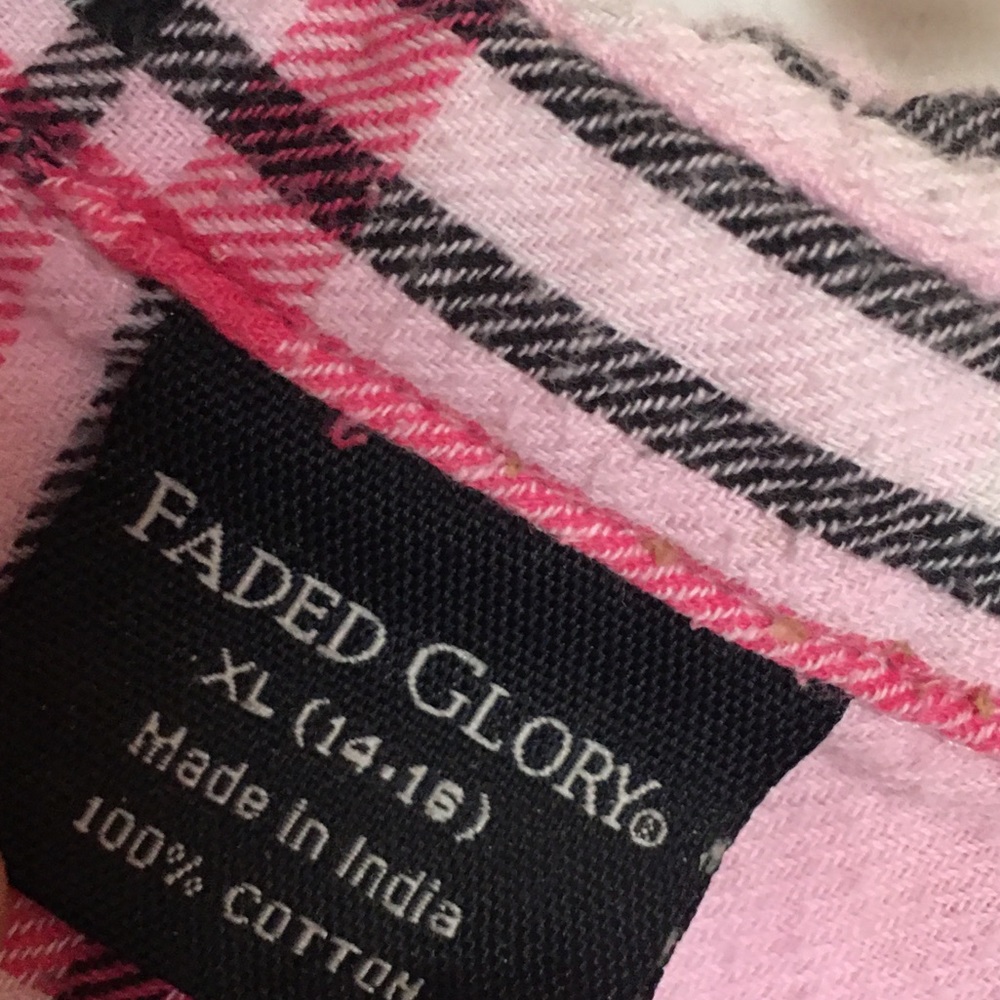 FADED GLORY®
XL (14-16)
Made in India
100% COTTON